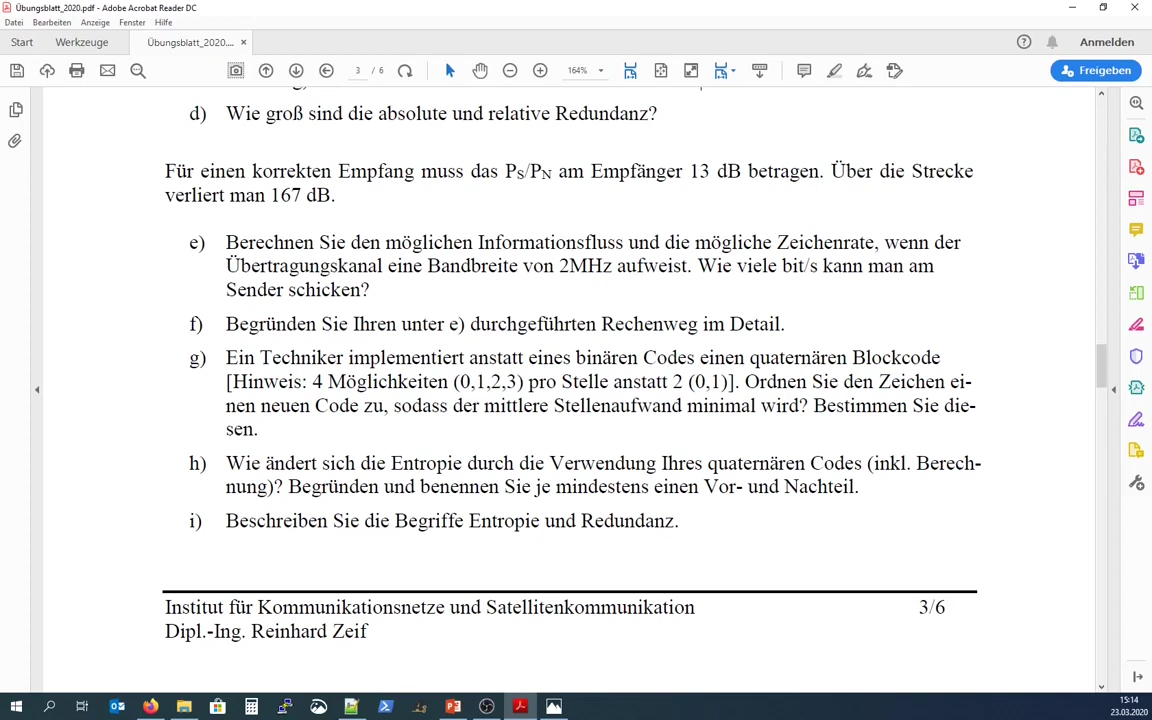 Übungsblatt_2020.pdf - Adobe Acrobat Reader DC
Datei Bearbeiten Anzeige Fenster Hilfe
Start Werkzeuge Übungsblatt_2020.... × Anmelden
3 / 6 164% Freigeben
d) Wie groß sind die absolute und relative Redundanz?
Für einen korrekten Empfang muss das PS/PN am Empfänger 13 dB betragen. Über die Strecke
verliert man 167 dB.
e) Berechnen Sie den möglichen Informationsfluss und die mögliche Zeichenrate, wenn der
Übertragungskanal eine Bandbreite von 2MHz aufweist. Wie viele bit/s kann man am
Sender schicken?
f) Begründen Sie Ihren unter e) durchgeführten Rechenweg im Detail.
g) Ein Techniker implementiert anstatt eines binären Codes einen quaternären Blockcode
[Hinweis: 4 Möglichkeiten (0,1,2,3) pro Stelle anstatt 2 (0,1)]. Ordnen Sie den Zeichen ei-
nen neuen Code zu, sodass der mittlere Stellenaufwand minimal wird? Bestimmen Sie die-
sen.
h) Wie ändert sich die Entropie durch die Verwendung Ihres quaternären Codes (inkl. Berech-
nung)? Begründen und benennen Sie je mindestens einen Vor- und Nachteil.
i) Beschreiben Sie die Begriffe Entropie und Redundanz.
Institut für Kommunikationsnetze und Satellitenkommunikation 3/6
Dipl.-Ing. Reinhard Zeif
15:14
23.03.2020